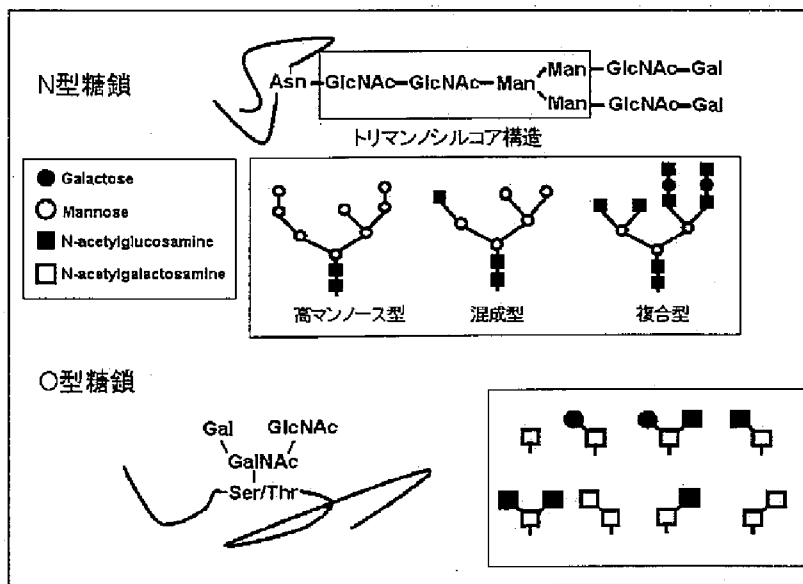 N型糖鎖
Asn GlcNAc GlcNAc Man
Man GlcNAc Gal
Man GlcNAc Gal
トリマンノシルコア構造
Galactose
Mannose
N-acetylglucosamine
N-acetylgalactosamine
高マンノース型 混成型 複合型
O型糖鎖
Gal GlcNAc
GalNAc
Ser/Thr